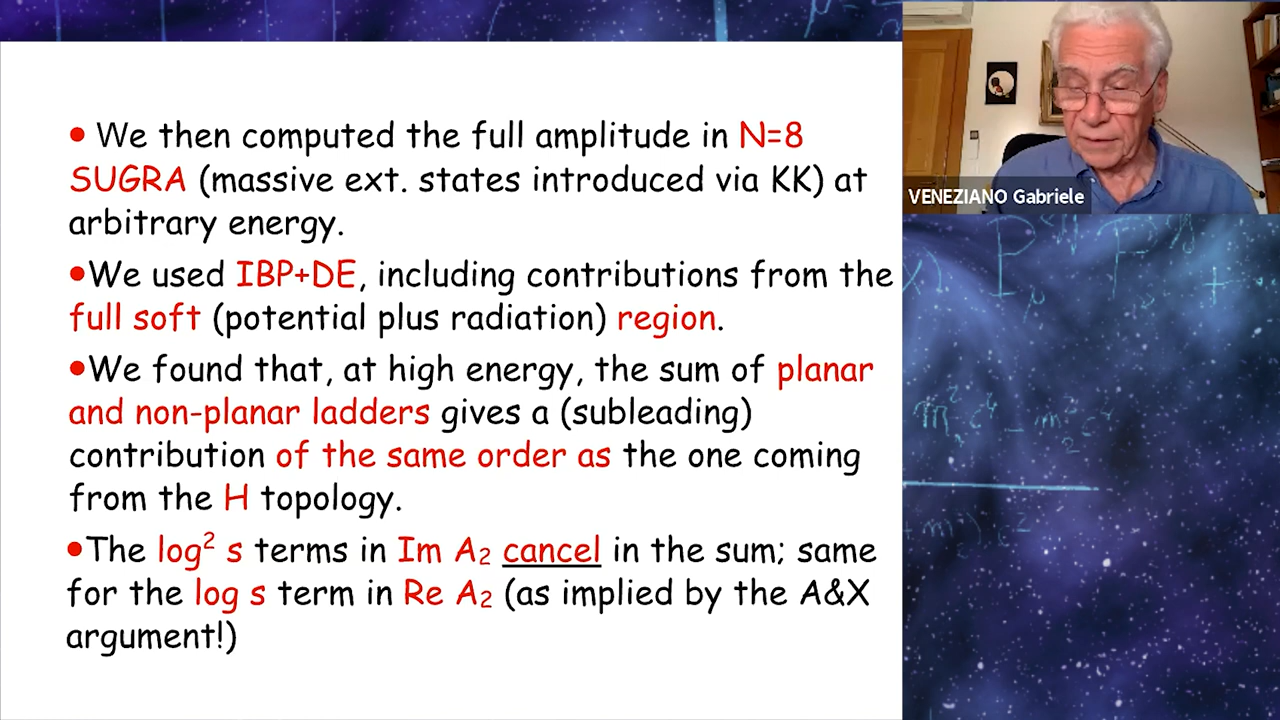 • We then computed the full amplitude in N=8
SUGRA (massive ext. states introduced via KK) at
arbitrary energy.
•We used IBP+DE, including contributions from the
full soft (potential plus radiation) region.
•We found that, at high energy, the sum of planar
and non-planar ladders gives a (subleading)
contribution of the same order as the one coming
from the H topology.
•The log² s terms in Im A₂ cancel in the sum; same
for the log s term in Re A₂ (as implied by the A&X
argument!)
VENEZIANO Gabriele